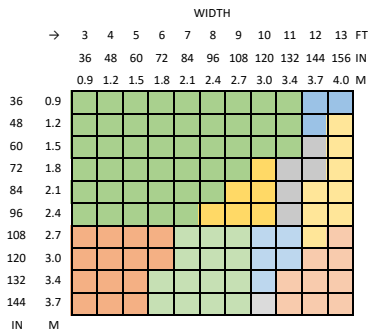 WIDTH
→ 3 4 5 6 7 8 9 10 11 12 13 FT
36 48 60 72 84 96 108 120 132 144 156 IN
0.9 1.2 1.5 1.8 2.1 2.4 2.7 3.0 3.4 3.7 4.0 M
36 0.9
48 1.2
60 1.5
72 1.8
84 2.1
96 2.4
108 2.7
120 3.0
132 3.4
144 3.7
IN M